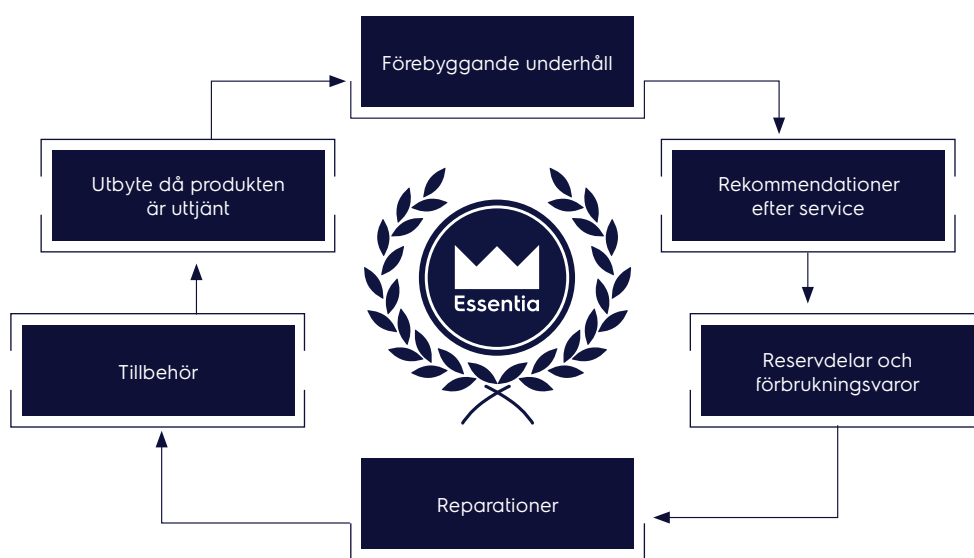 Förebyggande underhåll
Utbyte då produkten
är uttjänt
Rekommendationer
efter service
Essentia
Tillbehör
Reservdelar och
förbrukningsvaror
Reparationer